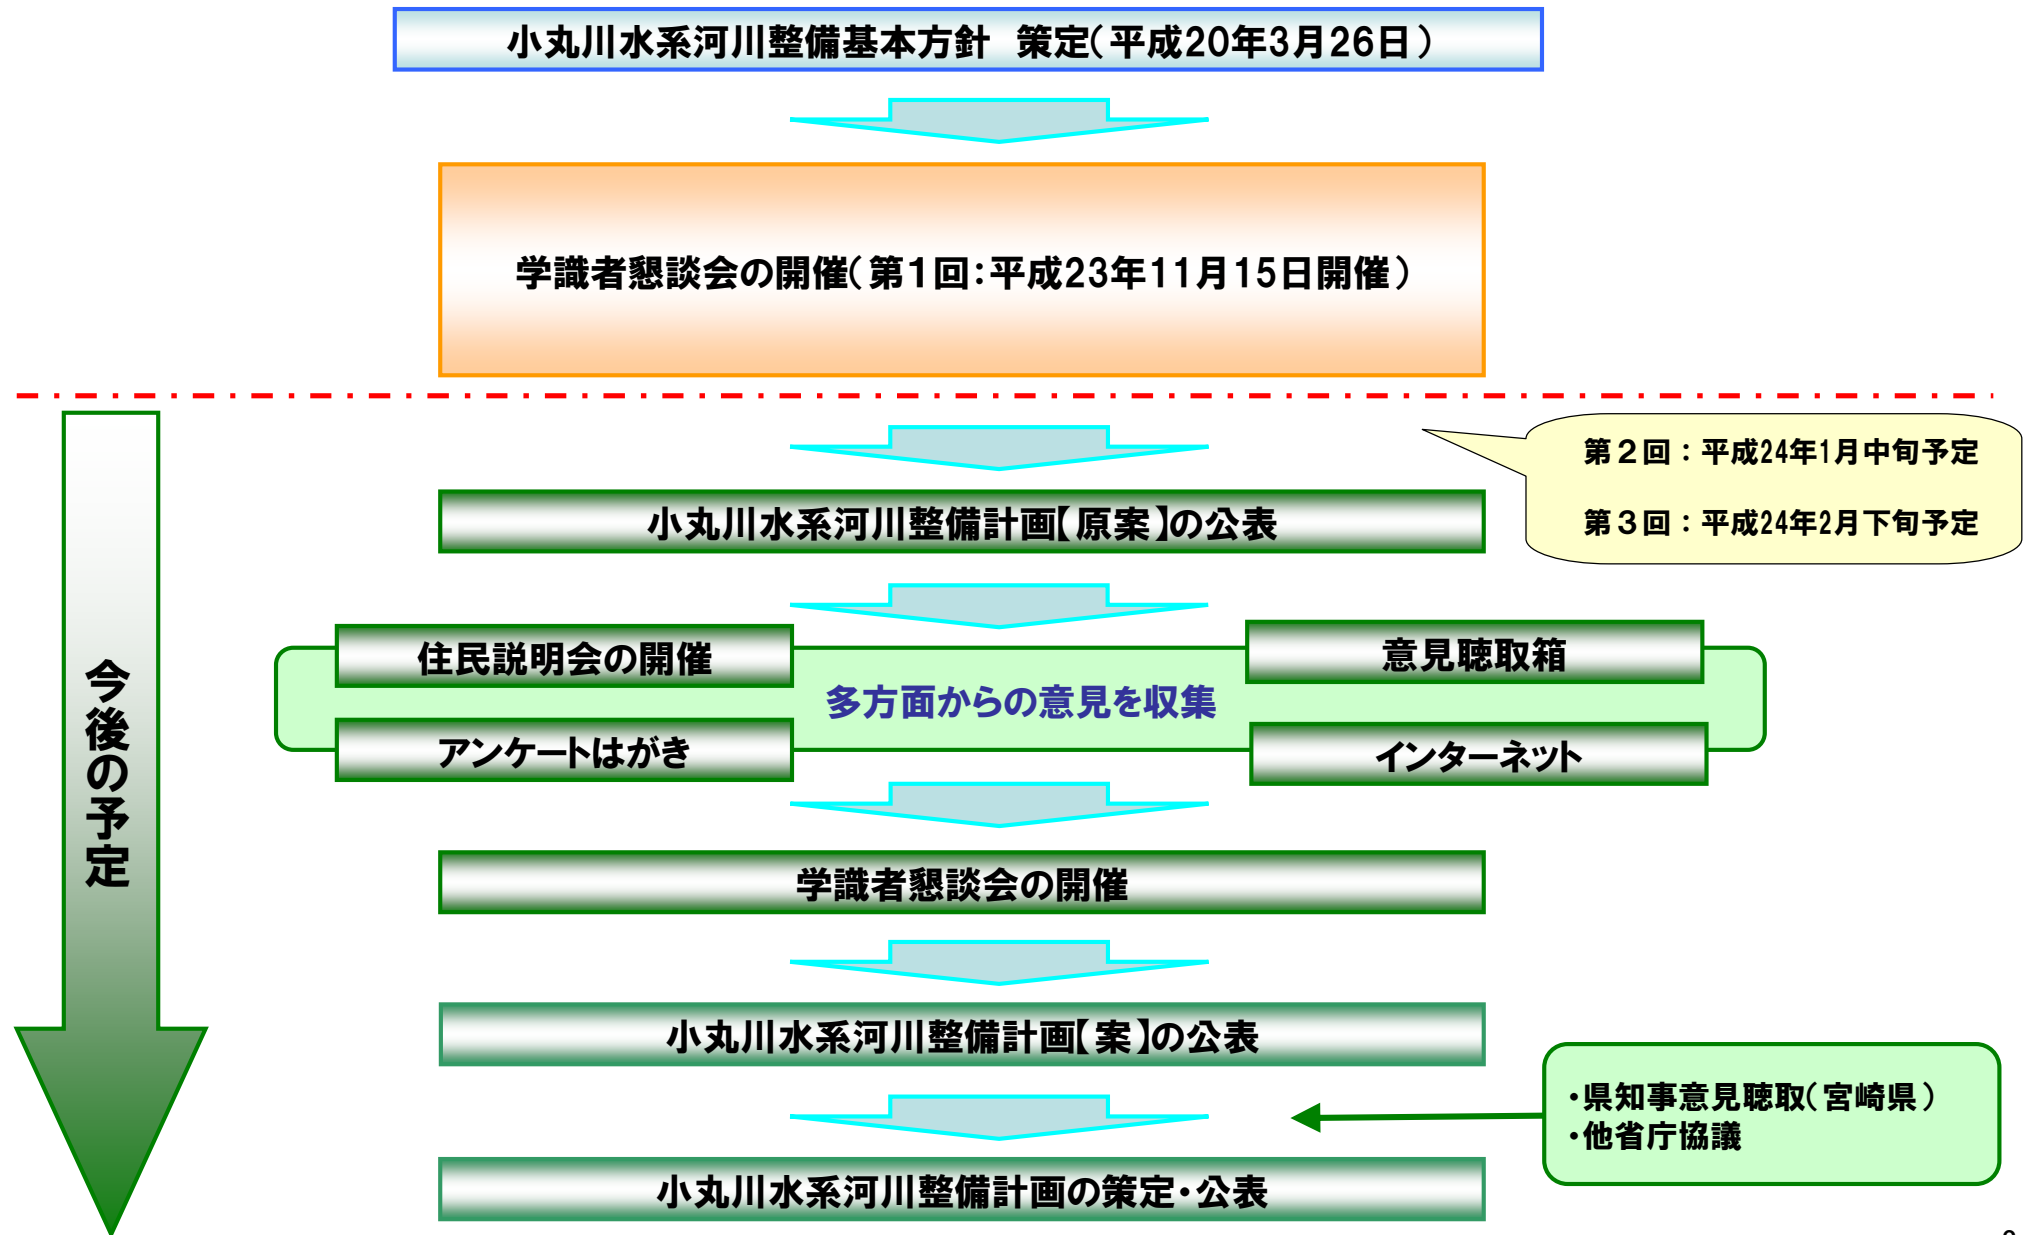 小丸川水系河川整備基本方針　策定(平成20年3月26日)
学識者懇談会の開催(第1回:平成23年11月15日開催)
第2回：平成24年1月中旬予定
第3回：平成24年2月下旬予定
小丸川水系河川整備計画【原案】の公表
住民説明会の開催
意見聴取箱
多方面からの意見を収集
アンケートはがき
インターネット
今後の予定
学識者懇談会の開催
小丸川水系河川整備計画【案】の公表
・県知事意見聴取(宮崎県)
・他省庁協議
小丸川水系河川整備計画の策定・公表